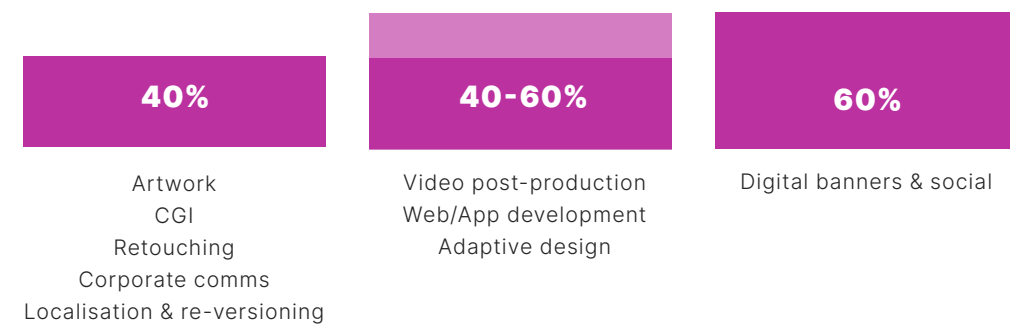 40%
Artwork
CGI
Retouching
Corporate comms
Localisation & re-versioning
40-60%
Video post-production
Web/App development
Adaptive design
60%
Digital banners & social